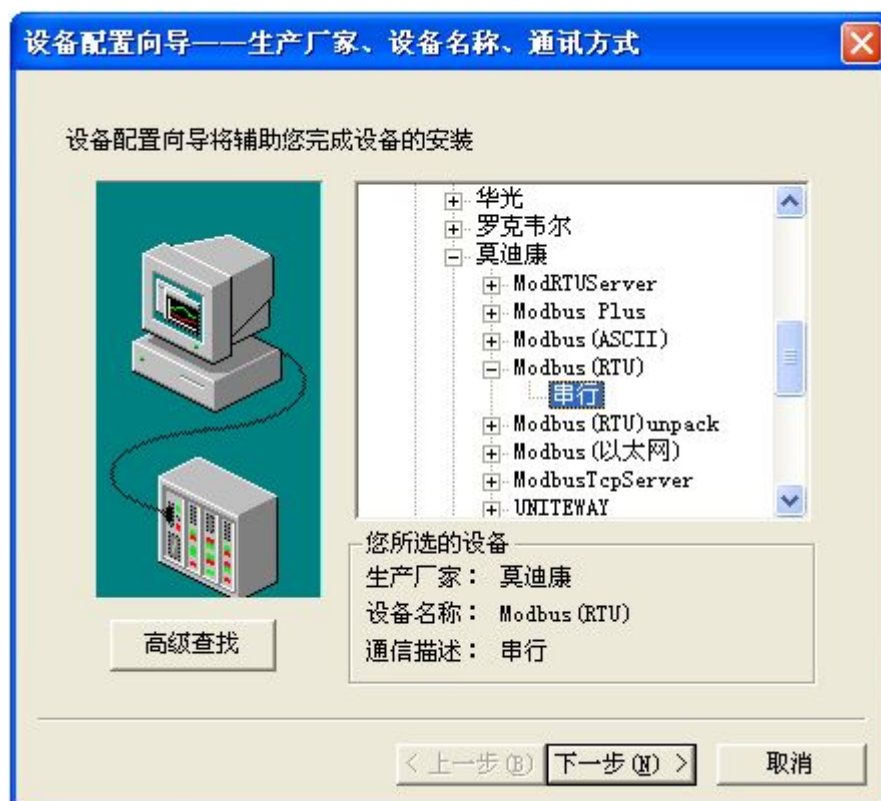 设备配置向导——生产厂家、设备名称、通讯方式
设备配置向导将辅助您完成设备的安装
华光
罗克韦尔
莫迪康
ModRTUServer
Modbus Plus
Modbus(ASCII)
Modbus(RTU)
串行
Modbus(RTU)unpack
Modbus(以太网)
ModbusTcpServer
UNITEWAY
您所选的设备
生产厂家： 莫迪康
设备名称： Modbus(RTU)
通信描述： 串行
高级查找
< 上一步(B) 下一步(N) > 取消